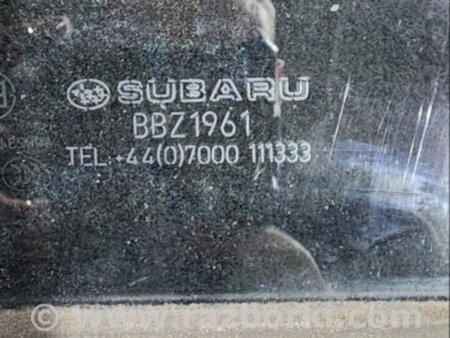 SUBARU
BBZ1961
TEL:+44(0)7000 111333
© www.razborki.com